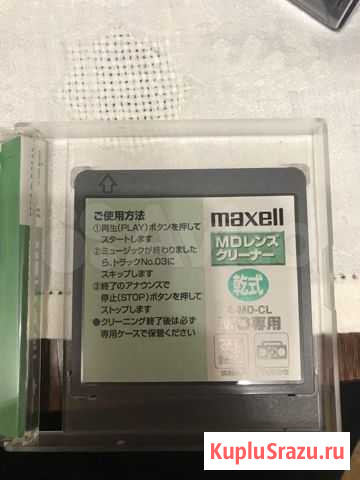 ご使用方法
①再生(PLAY)ボタンを押して
スタートします
②ミュージックが終わりました
ら、トラックNo.03に
スキップします
③終了のアナウンスで
停止(STOP)ボタンを押して
ストップします
●クリーニング終了後は必ず
専用ケースで保管ください
maxell
MDレンズ
クリーナー
乾式
MD-CL
専用
KupluSrazu.ru